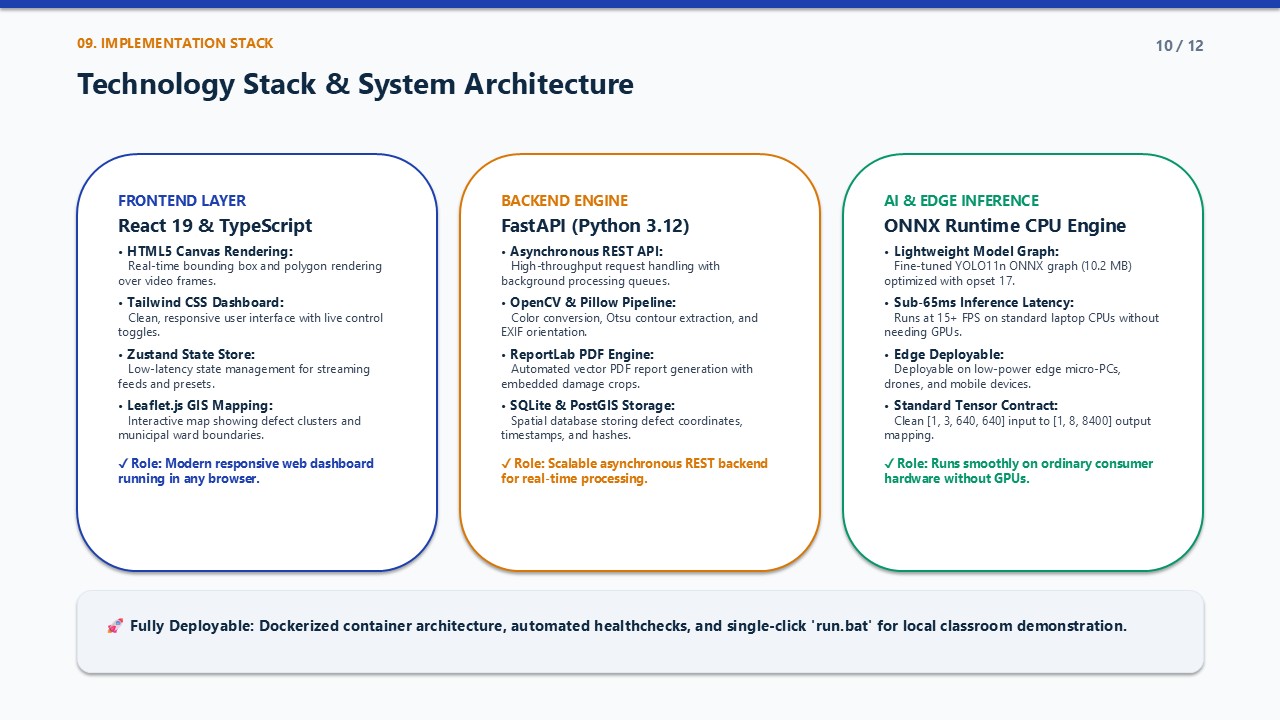 09. IMPLEMENTATION STACK
10 / 12
Technology Stack & System Architecture
FRONTEND LAYER
React 19 & TypeScript
• HTML5 Canvas Rendering:
Real-time bounding box and polygon rendering
over video frames.
• Tailwind CSS Dashboard:
Clean, responsive user interface with live control
toggles.
• Zustand State Store:
Low-latency state management for streaming
feeds and presets.
• Leaflet.js GIS Mapping:
Interactive map showing defect clusters and
municipal ward boundaries.
✓ Role: Modern responsive web dashboard
running in any browser.
BACKEND ENGINE
FastAPI (Python 3.12)
• Asynchronous REST API:
High-throughput request handling with
background processing queues.
• OpenCV & Pillow Pipeline:
Color conversion, Otsu contour extraction, and
EXIF orientation.
• ReportLab PDF Engine:
Automated vector PDF report generation with
embedded damage crops.
• SQLite & PostGIS Storage:
Spatial database storing defect coordinates,
timestamps, and hashes.
✓ Role: Scalable asynchronous REST backend
for real-time processing.
AI & EDGE INFERENCE
ONNX Runtime CPU Engine
• Lightweight Model Graph:
Fine-tuned YOLO11n ONNX graph (10.2 MB)
optimized with opset 17.
• Sub-65ms Inference Latency:
Runs at 15+ FPS on standard laptop CPUs without
needing GPUs.
• Edge Deployable:
Deployable on low-power edge micro-PCs,
drones, and mobile devices.
• Standard Tensor Contract:
Clean [1, 3, 640, 640] input to [1, 8, 8400] output
mapping.
✓ Role: Runs smoothly on ordinary consumer
hardware without GPUs.
🚀 Fully Deployable: Dockerized container architecture, automated healthchecks, and single-click 'run.bat' for local classroom demonstration.